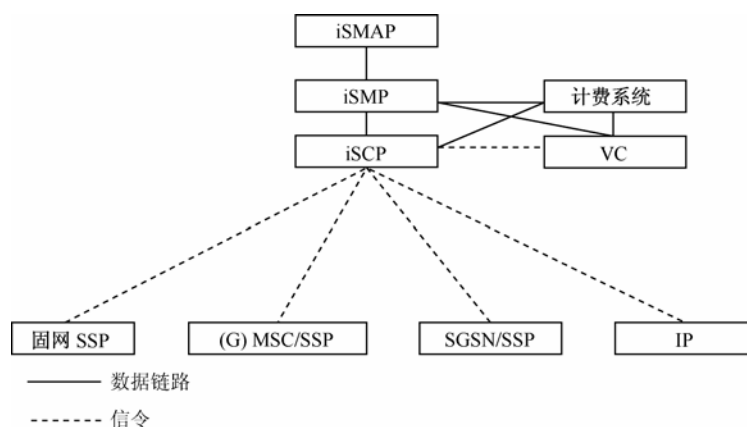 iSMAP
iSMP
计费系统
iSCP
VC
固网 SSP
(G) MSC/SSP
SGSN/SSP
IP
数据链路
信令